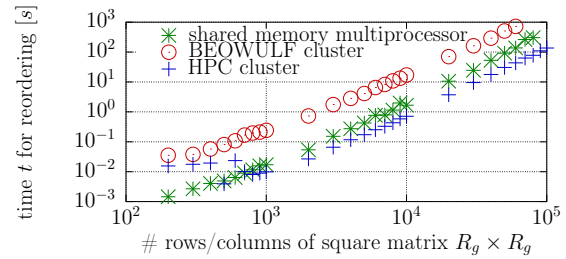 time t for reordering [s]
10^3
10^2
10^1
10^0
10^-1
10^-2
10^-3
shared memory multiprocessor
BEOWULF cluster
HPC cluster
10^2 10^3 10^4 10^5
# rows/columns of square matrix R_g × R_g